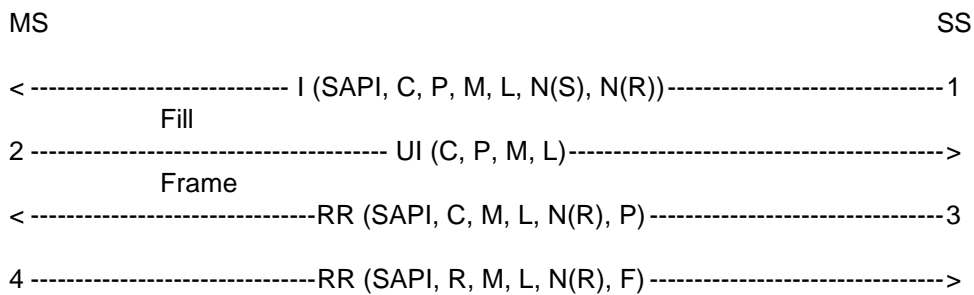 MS SS
< ----------------------------- I (SAPI, C, P, M, L, N(S), N(R))-------------------------------1
Fill
2 ---------------------------------------- UI (C, P, M, L)------------------------------------------>
Frame
< --------------------------------RR (SAPI, C, M, L, N(R), P) ---------------------------------3
4 --------------------------------RR (SAPI, R, M, L, N(R), F) --------------------------------->